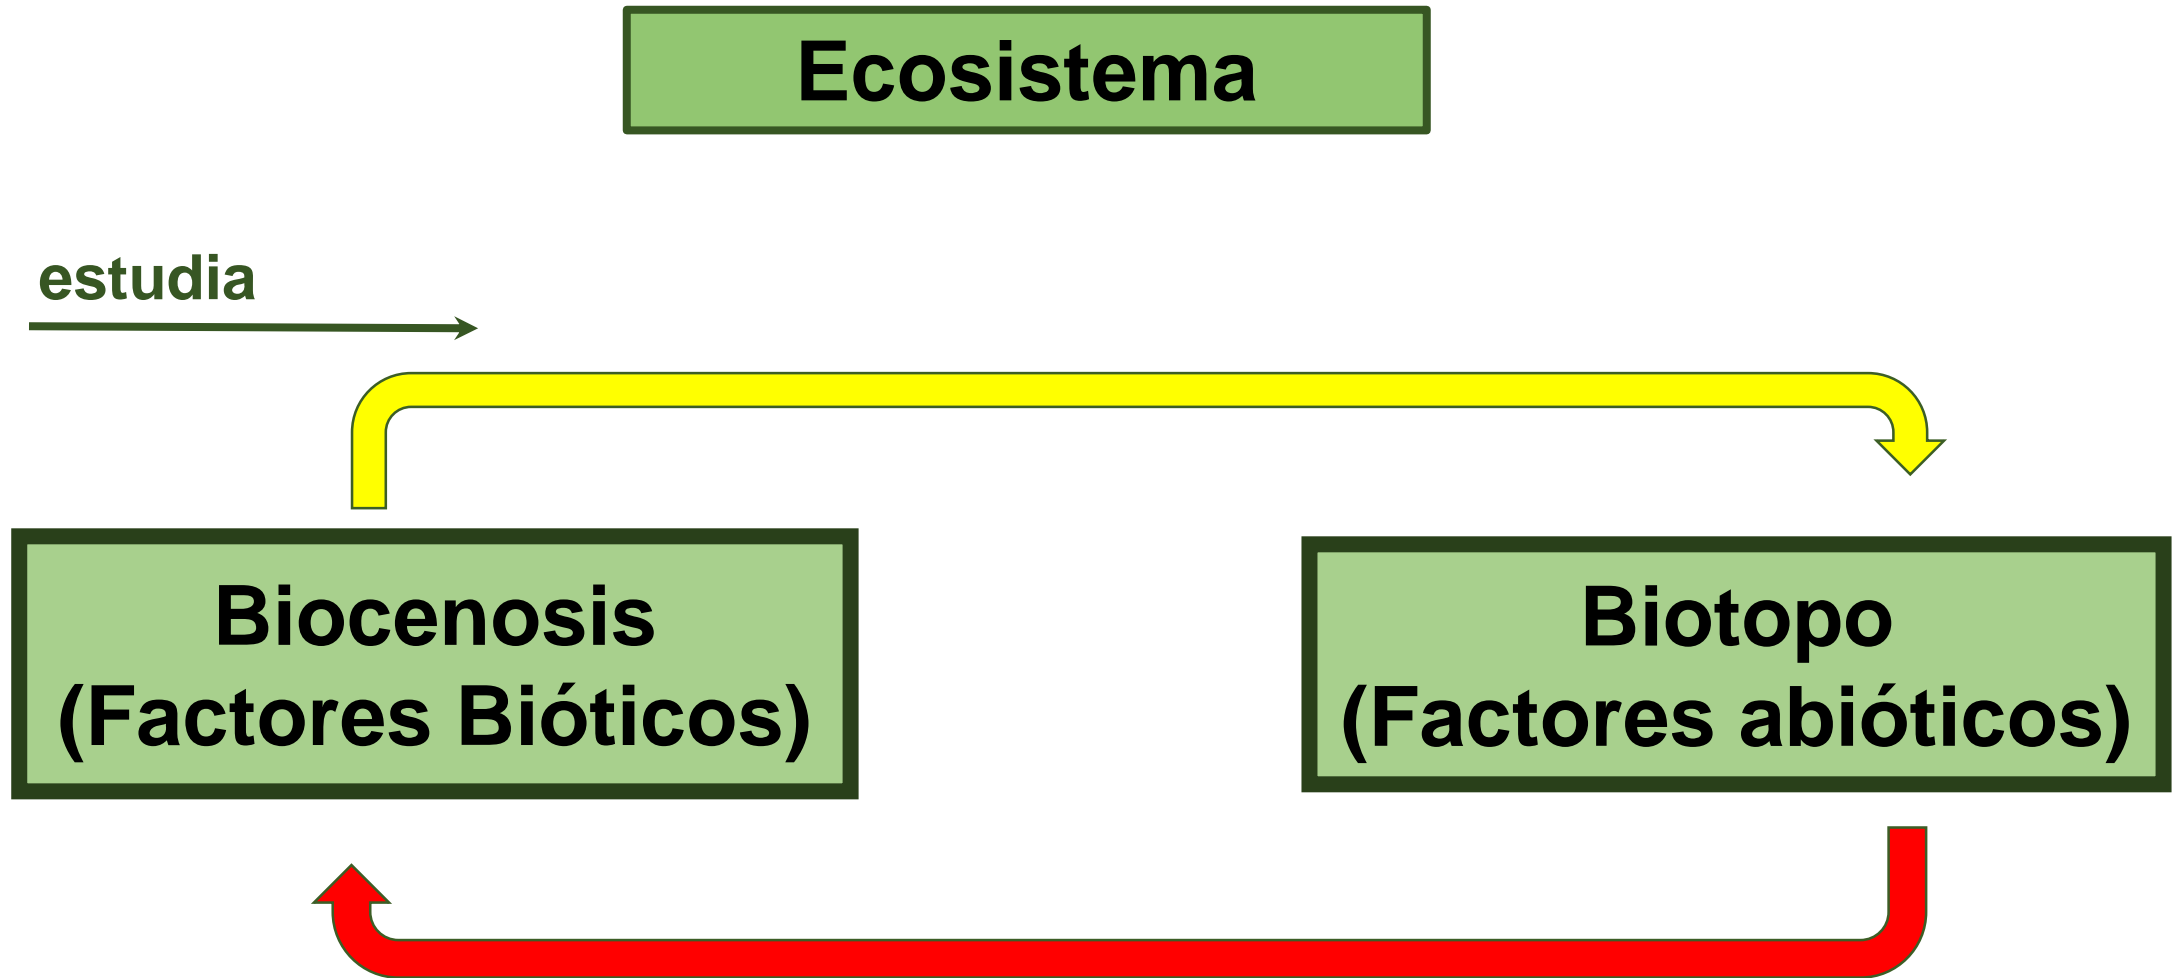 Ecosistema
estudia
Biocenosis
(Factores Bióticos)
Biotopo
(Factores abióticos)